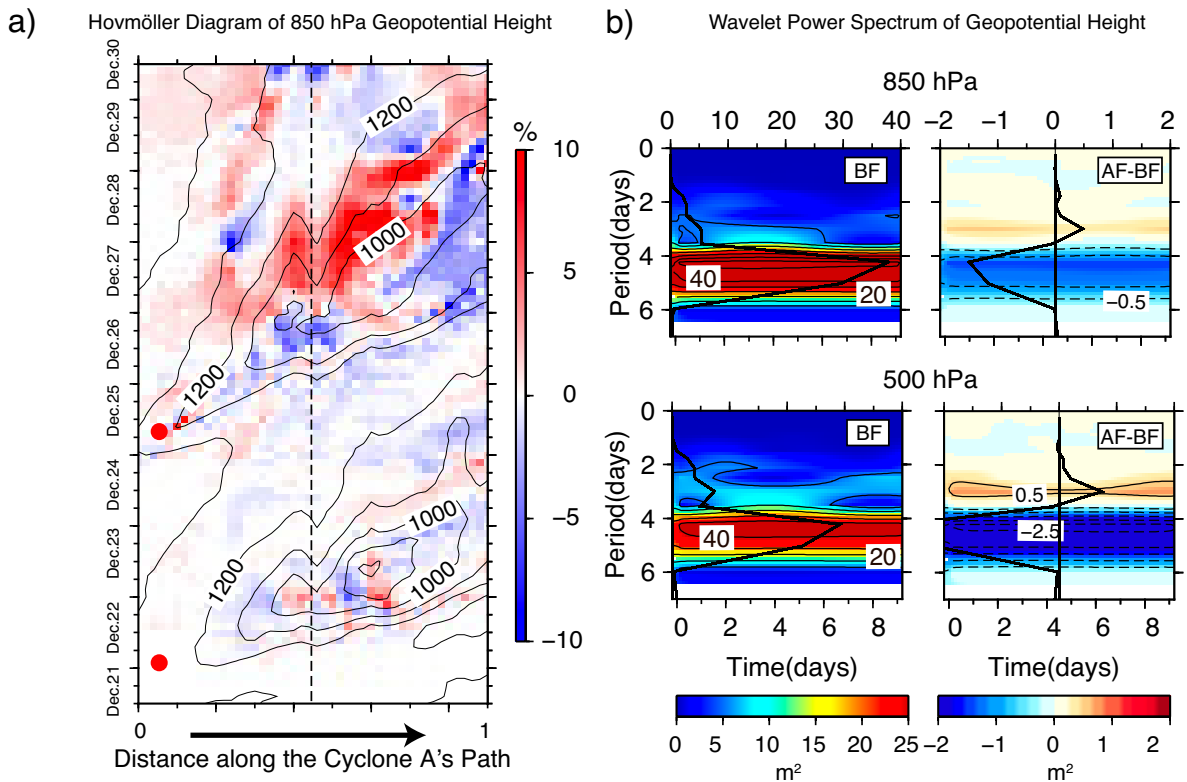 a)
Hovmöller Diagram of 850 hPa Geopotential Height
Dec.30
Dec.29
Dec.28
Dec.27
Dec.26
Dec.25
Dec.24
Dec.23
Dec.22
Dec.21
1200
1000
1200
1000
1200
1000
0
1
Distance along the Cyclone A's Path
%
10
5
0
−5
−10
b)
Wavelet Power Spectrum of Geopotential Height
850 hPa
0 10 20 30 40
−2 −1 0 1 2
Period(days)
0
2
4
6
BF
40
20
AF-BF
−0.5
500 hPa
Period(days)
0
2
4
6
BF
40
20
AF-BF
0.5
−2.5
0 2 4 6 8
0 2 4 6 8
Time(days)
Time(days)
0 5 10 15 20 25
−2 −1 0 1 2
m²
m²